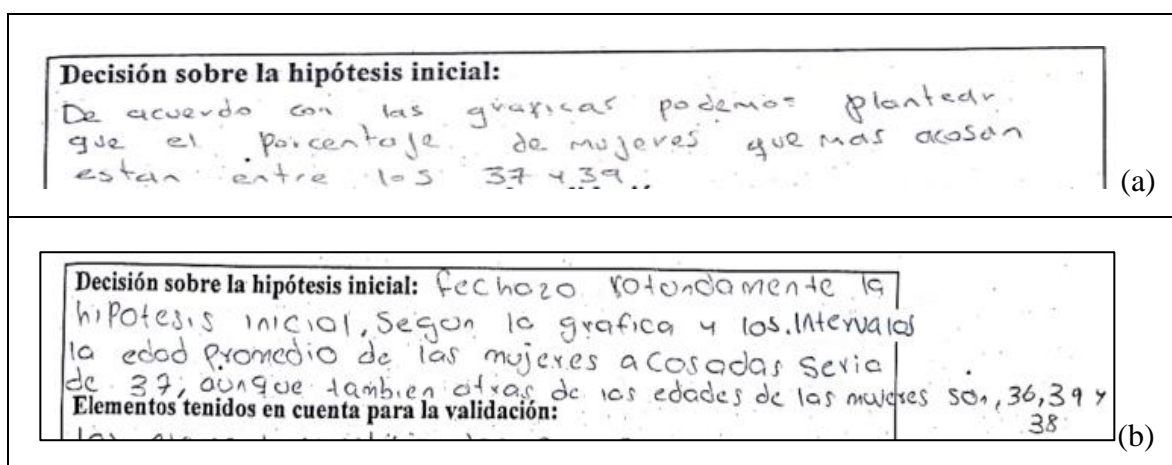 Decisión sobre la hipótesis inicial:
De acuerdo con las graficas podemos plantear
que el porcentaje de mujeres que mas acosan
estan entre los 37 y 39.
(a)
Decisión sobre la hipótesis inicial: rechazo rotundamente la
hipotesis inicial, Segun la grafica y los intervalos
la edad promedio de las mujeres acosadas seria
de 37, aunque tambien otras de las edades de las mujeres son, 36, 39 y
38
Elementos tenidos en cuenta para la validación:
(b)